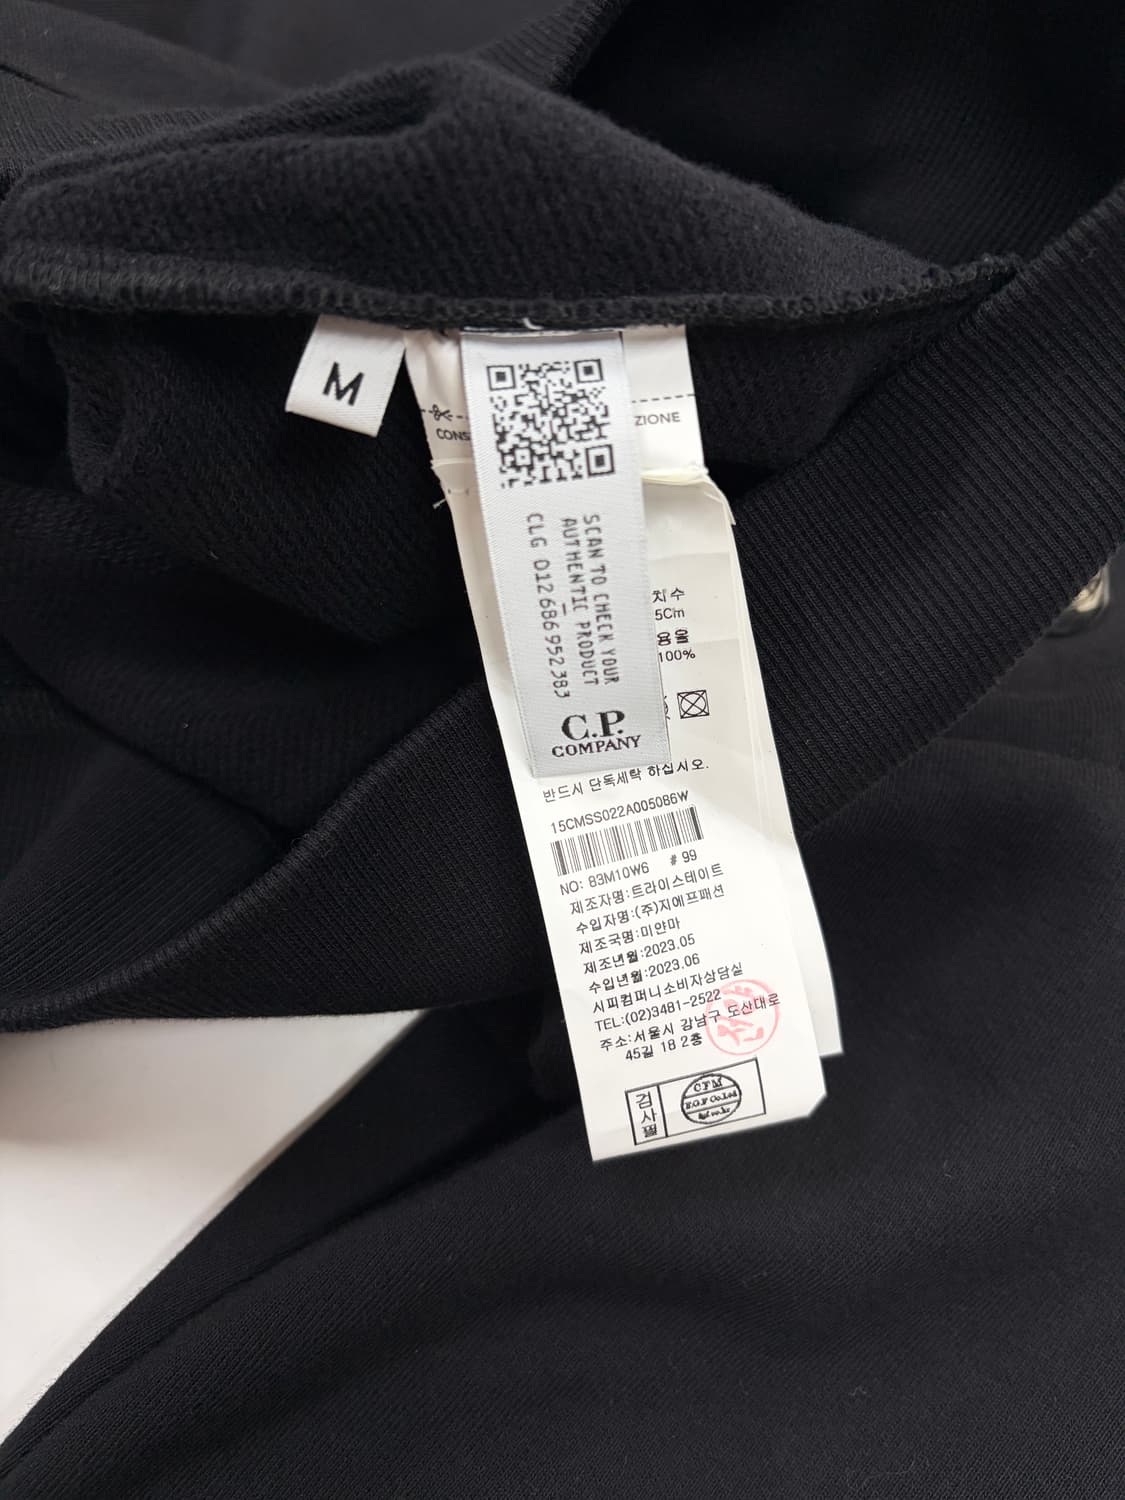 M
CONS
ZIONE
SCAN TO CHECK YOUR
AUTHENTIC PRODUCT
CLG 012686952383
C.P.
COMPANY
치수
5Cm
용율
100%
반드시 단독세탁 하십시오.
15CMSS022A005086W
NO: 83M10W6 # 99
제조자명:트라이스테이트
수입자명:(주)지에프패션
제조국명:미얀마
제조년월:2023.05
수입년월:2023.06
시피컴퍼니소비자상담실
TEL:(02)3481-2522
주소:서울시 강남구 도산대로
45길 18 2층
검사필
CFM